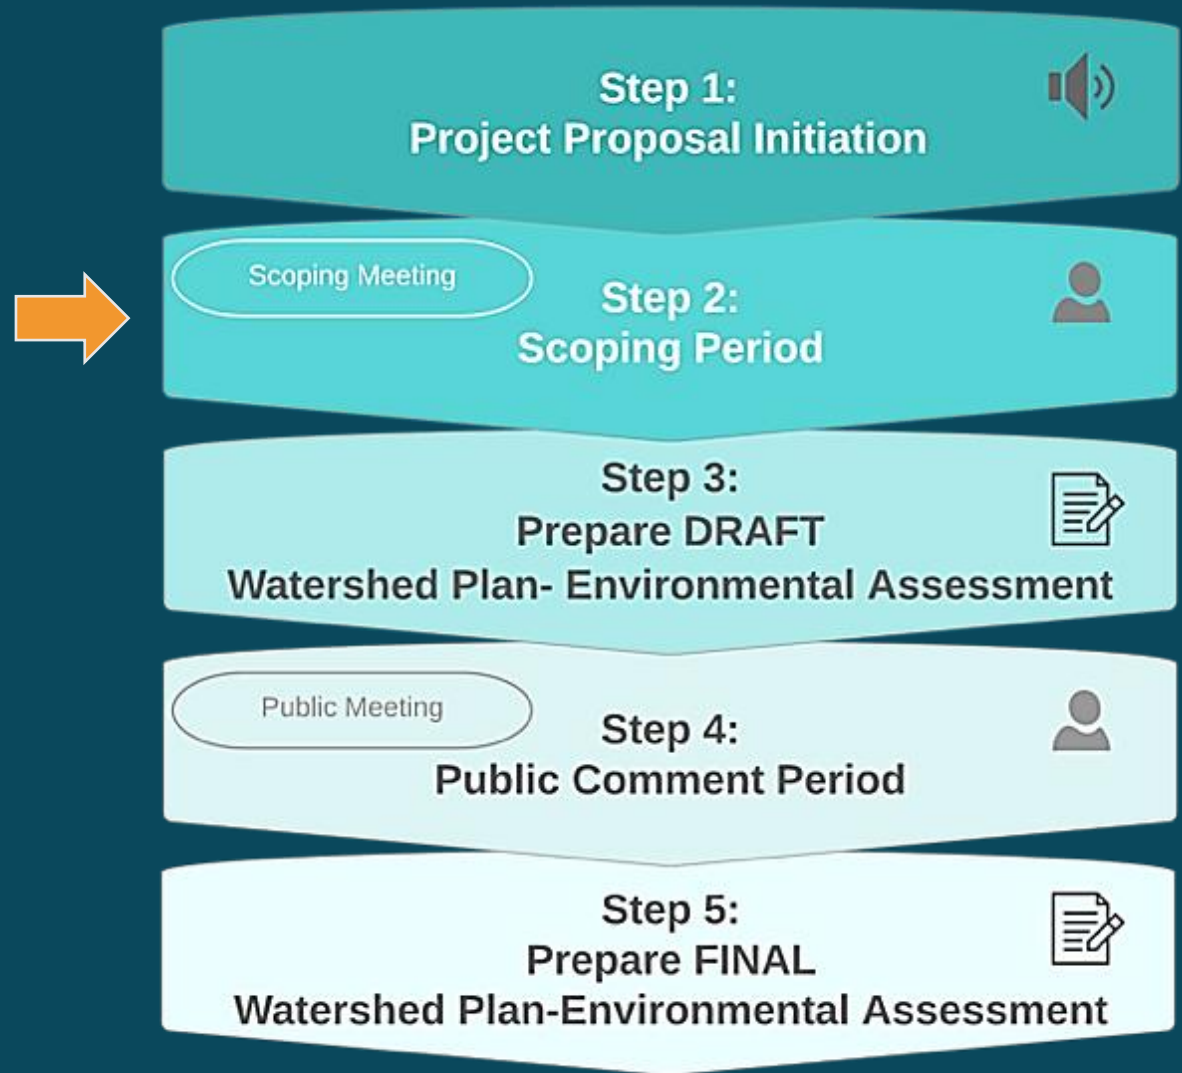 Step 1:
Project Proposal Initiation
Scoping Meeting
Step 2:
Scoping Period
Step 3:
Prepare DRAFT
Watershed Plan- Environmental Assessment
Public Meeting
Step 4:
Public Comment Period
Step 5:
Prepare FINAL
Watershed Plan-Environmental Assessment